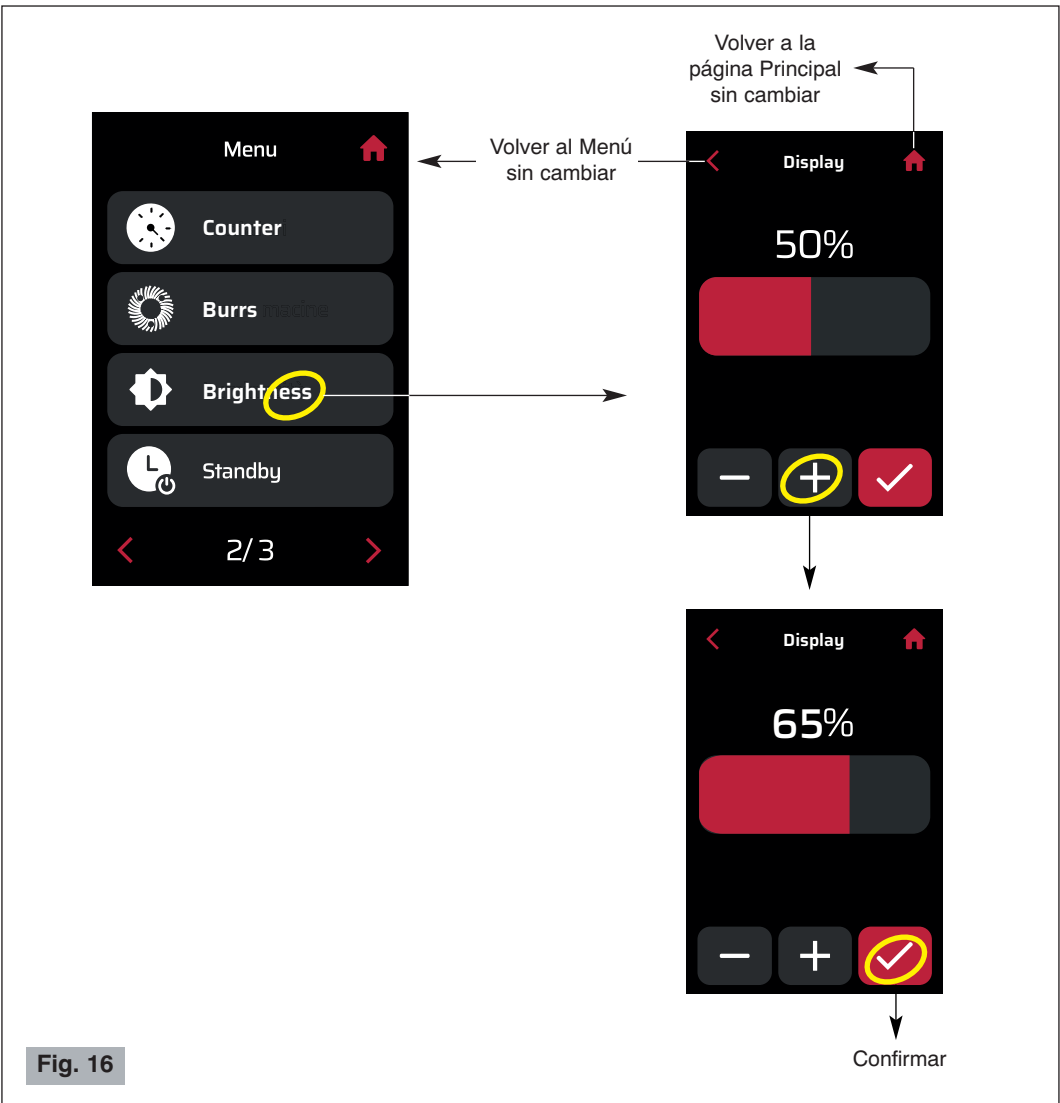 Volver a la
página Principal
sin cambiar
Volver al Menú
sin cambiar
Menu
Counter
Burrs
Brightness
Standby
2/3
Display
50%
Display
65%
Confirmar
Fig. 16